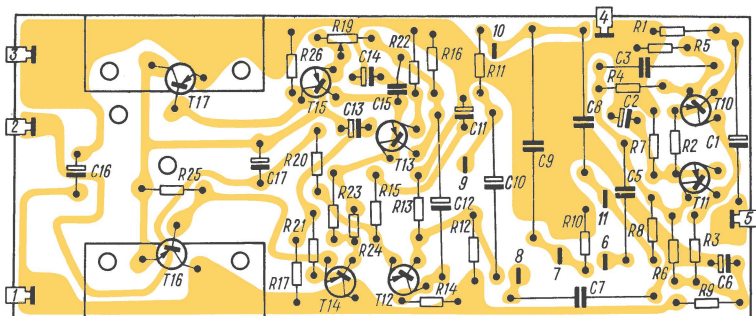 4
R1
R19
10
3
R5
R26
C14
R22
R16
C3
R11
R4
T17
T15
C15
C8
C2
T10
2
C13
C11
T13
R7
R2
C1
C9
R20
9
C16
R25
C17
C10
C5
T11
R23
R15
R13
C12
11
5
R21
R24
R12
R10
R8
R3
6
T16
8
7
R17
R6
C6
1
T14
T12
R14
C7
R9